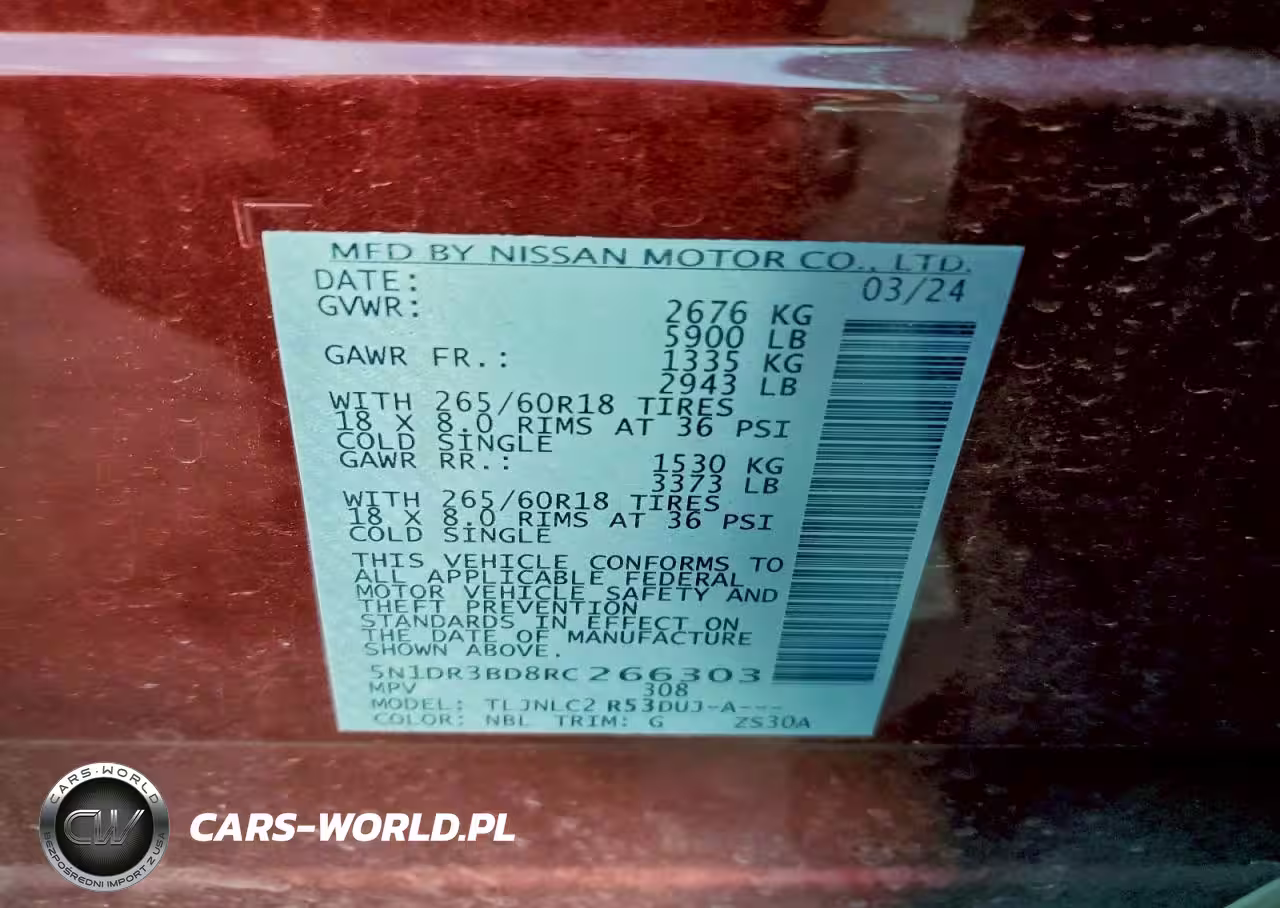 MFD BY NISSAN MOTOR CO., LTD.
DATE: 03/24
GVWR: 2676 KG
5900 LB
GAWR FR.: 1335 KG
2943 LB
WITH 265/60R18 TIRES
18 X 8.0 RIMS AT 36 PSI
COLD SINGLE
GAWR RR.: 1530 KG
3373 LB
WITH 265/60R18 TIRES
18 X 8.0 RIMS AT 36 PSI
COLD SINGLE
THIS VEHICLE CONFORMS TO
ALL APPLICABLE FEDERAL
MOTOR VEHICLE SAFETY AND
THEFT PREVENTION
STANDARDS IN EFFECT ON
THE DATE OF MANUFACTURE
SHOWN ABOVE.
5N1DR3BD8RC266303
MPV 308
MODEL: TLJNLC2 R53DUJ-A---
COLOR: NBL TRIM: G ZS30A
CARS-WORLD
CW
BEZPOŚREDNI IMPORT Z USA
CARS-WORLD.PL